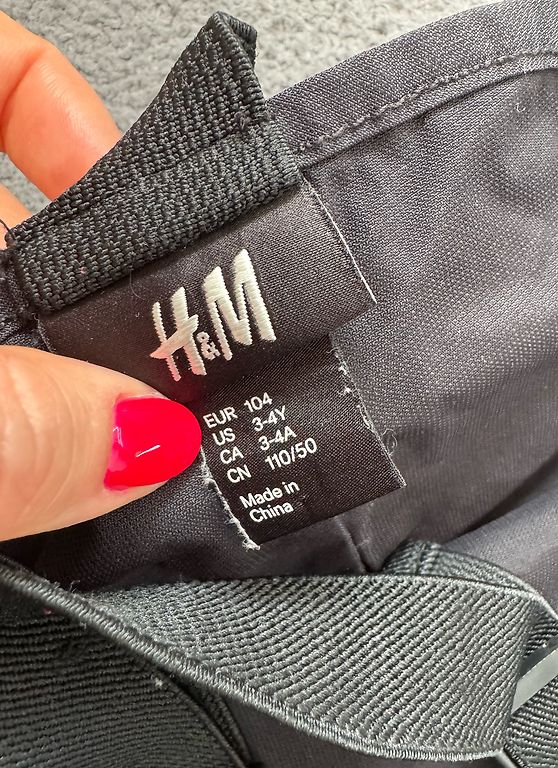 H&M
EUR 104
US 3-4Y
CA 3-4A
CN 110/50
Made in
China